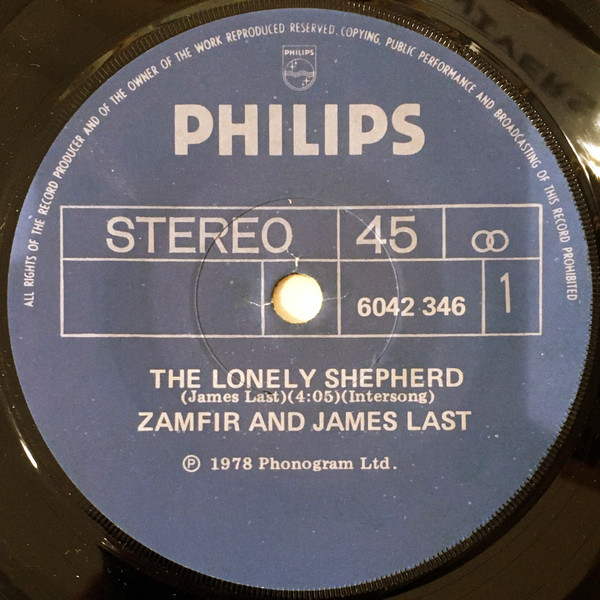 ALL RIGHTS OF THE RECORD PRODUCER AND OF THE OWNER OF THE WORK REPRODUCED RESERVED. COPYING, PUBLIC PERFORMANCE AND BROADCASTING OF THIS RECORD PROHIBITED
PHILIPS
PHILIPS
STEREO 45
6042 346 1
THE LONELY SHEPHERD
(James Last)(4:05)(Intersong)
ZAMFIR AND JAMES LAST
Ⓟ 1978 Phonogram Ltd.